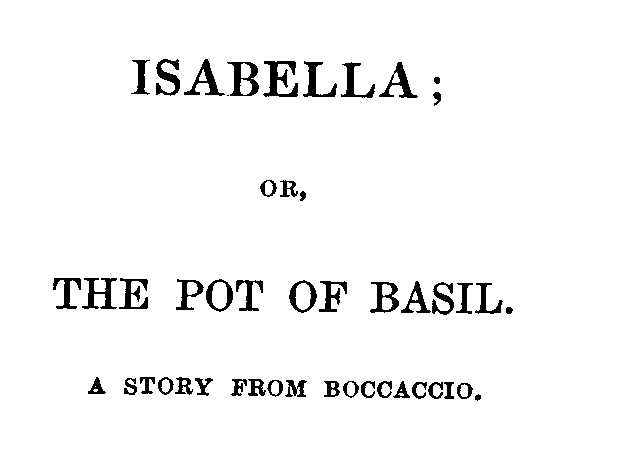 ISABELLA;
OR,
THE POT OF BASIL.
A STORY FROM BOCCACCIO.